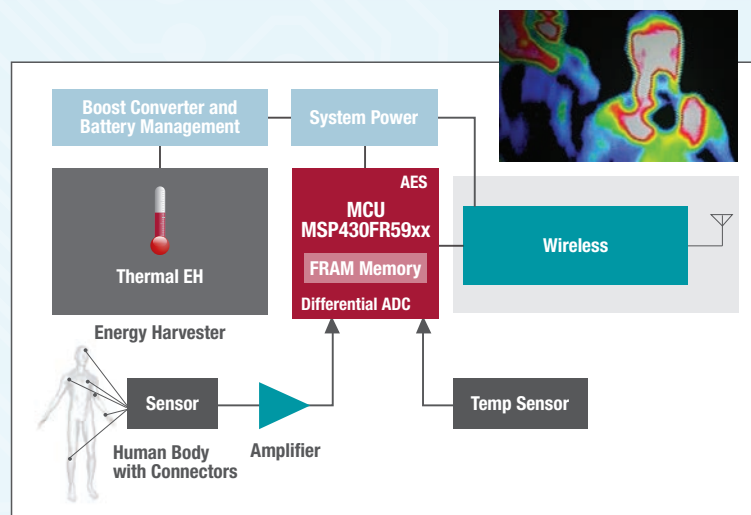 Boost Converter and
Battery Management
System Power
Thermal EH
Energy Harvester
AES
MCU
MSP430FR59xx
FRAM Memory
Differential ADC
Wireless
Sensor
Human Body
with Connectors
Amplifier
Temp Sensor